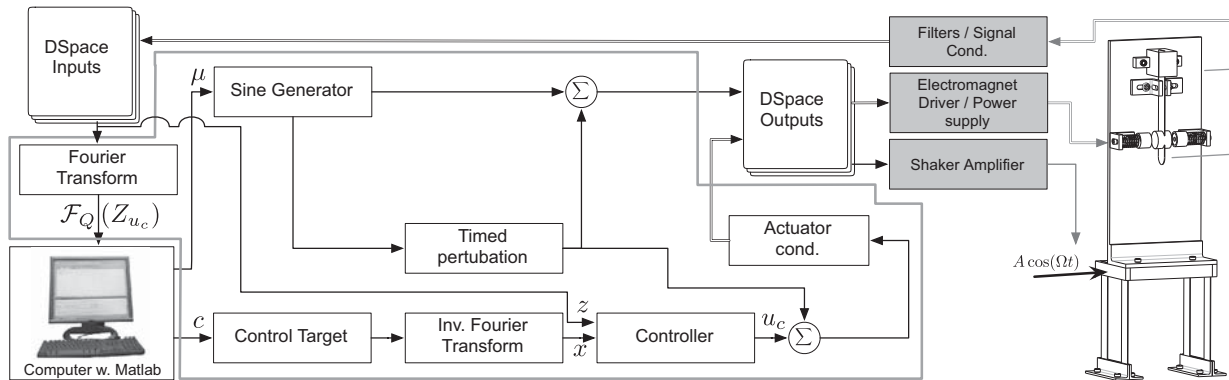 DSpace
Inputs
Filters / Signal
Cond.
μ
Sine Generator
Σ
DSpace
Outputs
Electromagnet
Driver / Power
supply
Fourier
Transform
Shaker Amplifier
F_Q(Z_{u_c})
Timed
pertubation
Actuator
cond.
A cos(Ωt)
c
Control Target
Inv. Fourier
Transform
z
x
Controller
u_c
Σ
Computer w. Matlab